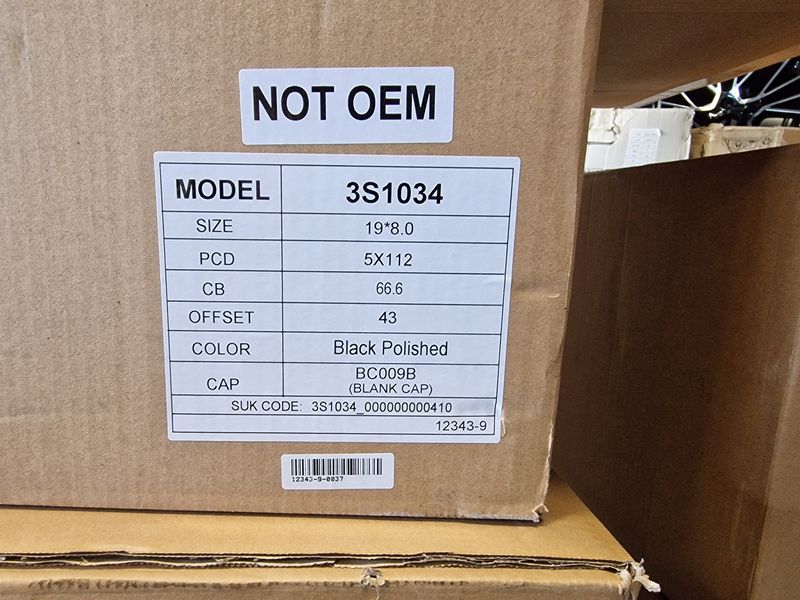 NOT OEM
MODEL 3S1034
SIZE 19*8.0
PCD 5X112
CB 66.6
OFFSET 43
COLOR Black Polished
CAP BC009B
(BLANK CAP)
SUK CODE: 3S1034_000000000410
12343-9
12343-9-0037